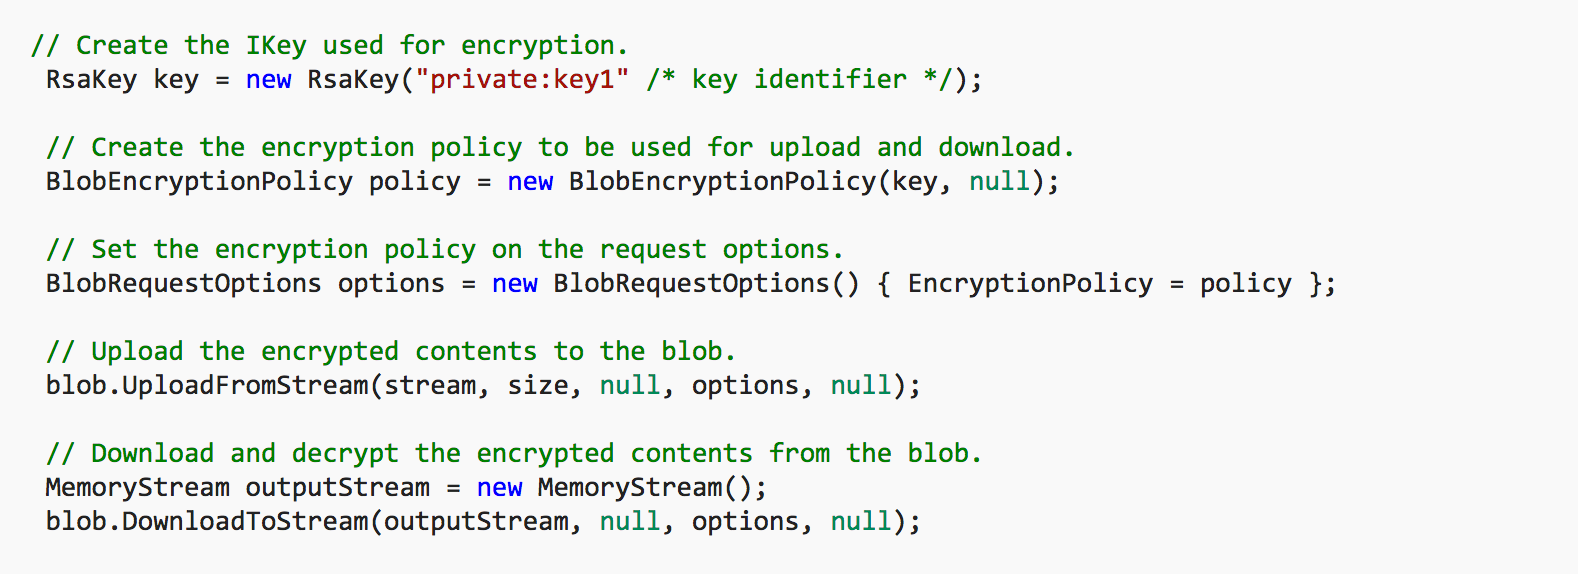 // Create the IKey used for encryption.
RsaKey key = new RsaKey("private:key1" /* key identifier */);
// Create the encryption policy to be used for upload and download.
BlobEncryptionPolicy policy = new BlobEncryptionPolicy(key, null);
// Set the encryption policy on the request options.
BlobRequestOptions options = new BlobRequestOptions() { EncryptionPolicy = policy };
// Upload the encrypted contents to the blob.
blob.UploadFromStream(stream, size, null, options, null);
// Download and decrypt the encrypted contents from the blob.
MemoryStream outputStream = new MemoryStream();
blob.DownloadToStream(outputStream, null, options, null);